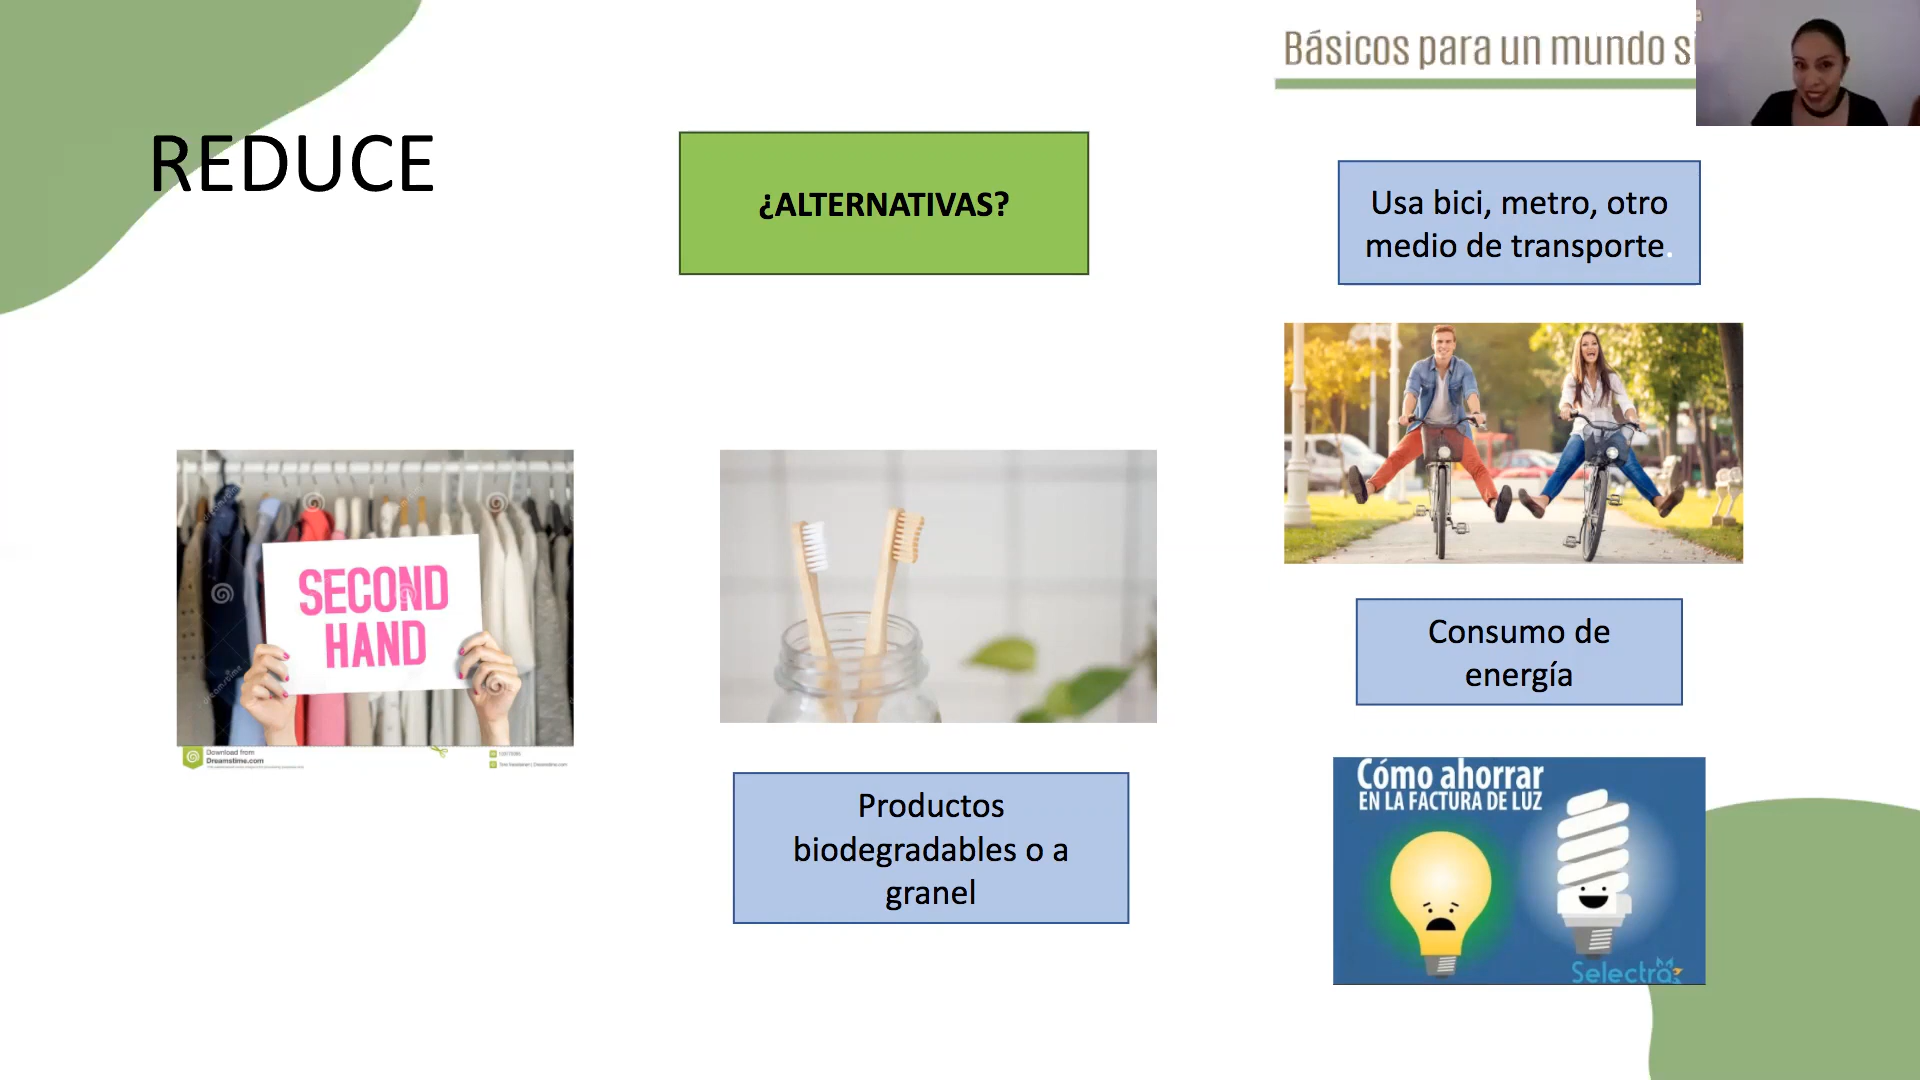 Básicos para un mundo si
REDUCE
¿ALTERNATIVAS?
Usa bici, metro, otro
medio de transporte.
SECOND
HAND
Download from
Dreamstime.com
Productos
biodegradables o a
granel
Consumo de
energía
Cómo ahorrar
EN LA FACTURA DE LUZ
Selectra